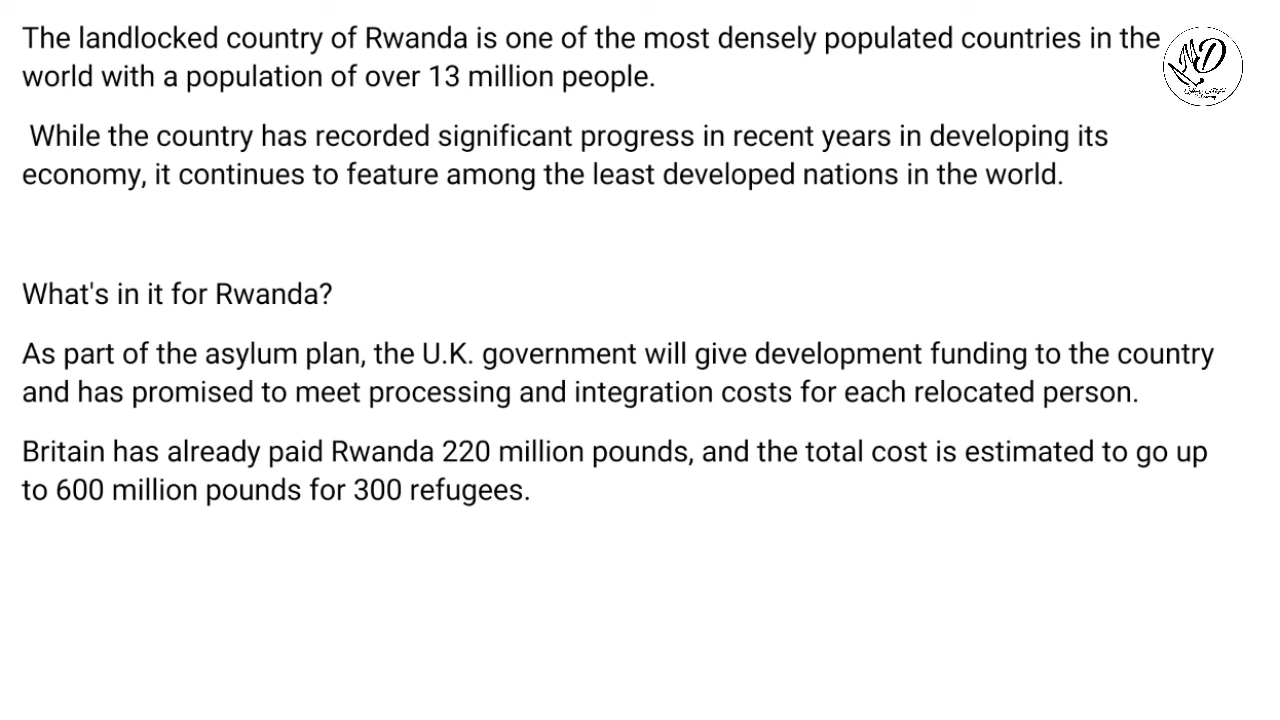 The landlocked country of Rwanda is one of the most densely populated countries in the
world with a population of over 13 million people.
While the country has recorded significant progress in recent years in developing its
economy, it continues to feature among the least developed nations in the world.
What's in it for Rwanda?
As part of the asylum plan, the U.K. government will give development funding to the country
and has promised to meet processing and integration costs for each relocated person.
Britain has already paid Rwanda 220 million pounds, and the total cost is estimated to go up
to 600 million pounds for 300 refugees.